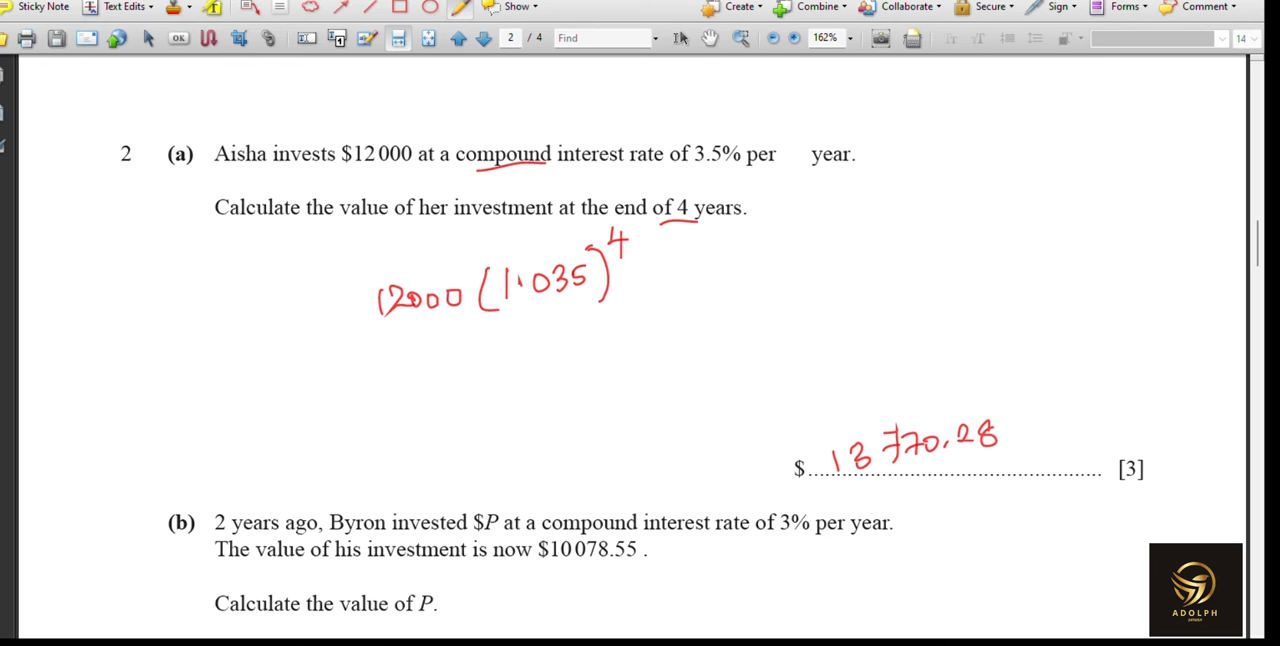 Sticky Note Text Edits Show Create Combine Collaborate Secure Sign Forms Comment
OK 2 / 4 Find 162% 14
2 (a) Aisha invests $12 000 at a compound interest rate of 3.5% per year.
Calculate the value of her investment at the end of 4 years.
12000 (1.035)^4
$ 13 770.28 [3]
(b) 2 years ago, Byron invested $P at a compound interest rate of 3% per year.
The value of his investment is now $10 078.55 .
Calculate the value of P.
ADOLPH